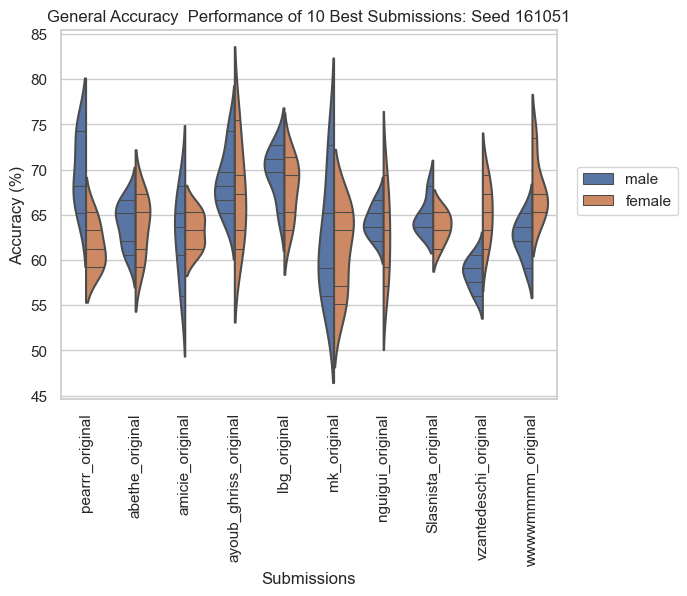 General Accuracy  Performance of 10 Best Submissions: Seed 161051
85
80
75
70
65
60
55
50
45
Accuracy (%)
male
female
pearrr_original
abethe_original
amicie_original
ayoub_ghriss_original
lbg_original
mk_original
nguigui_original
Slasnista_original
vzantedeschi_original
wwwwmmmm_original
Submissions